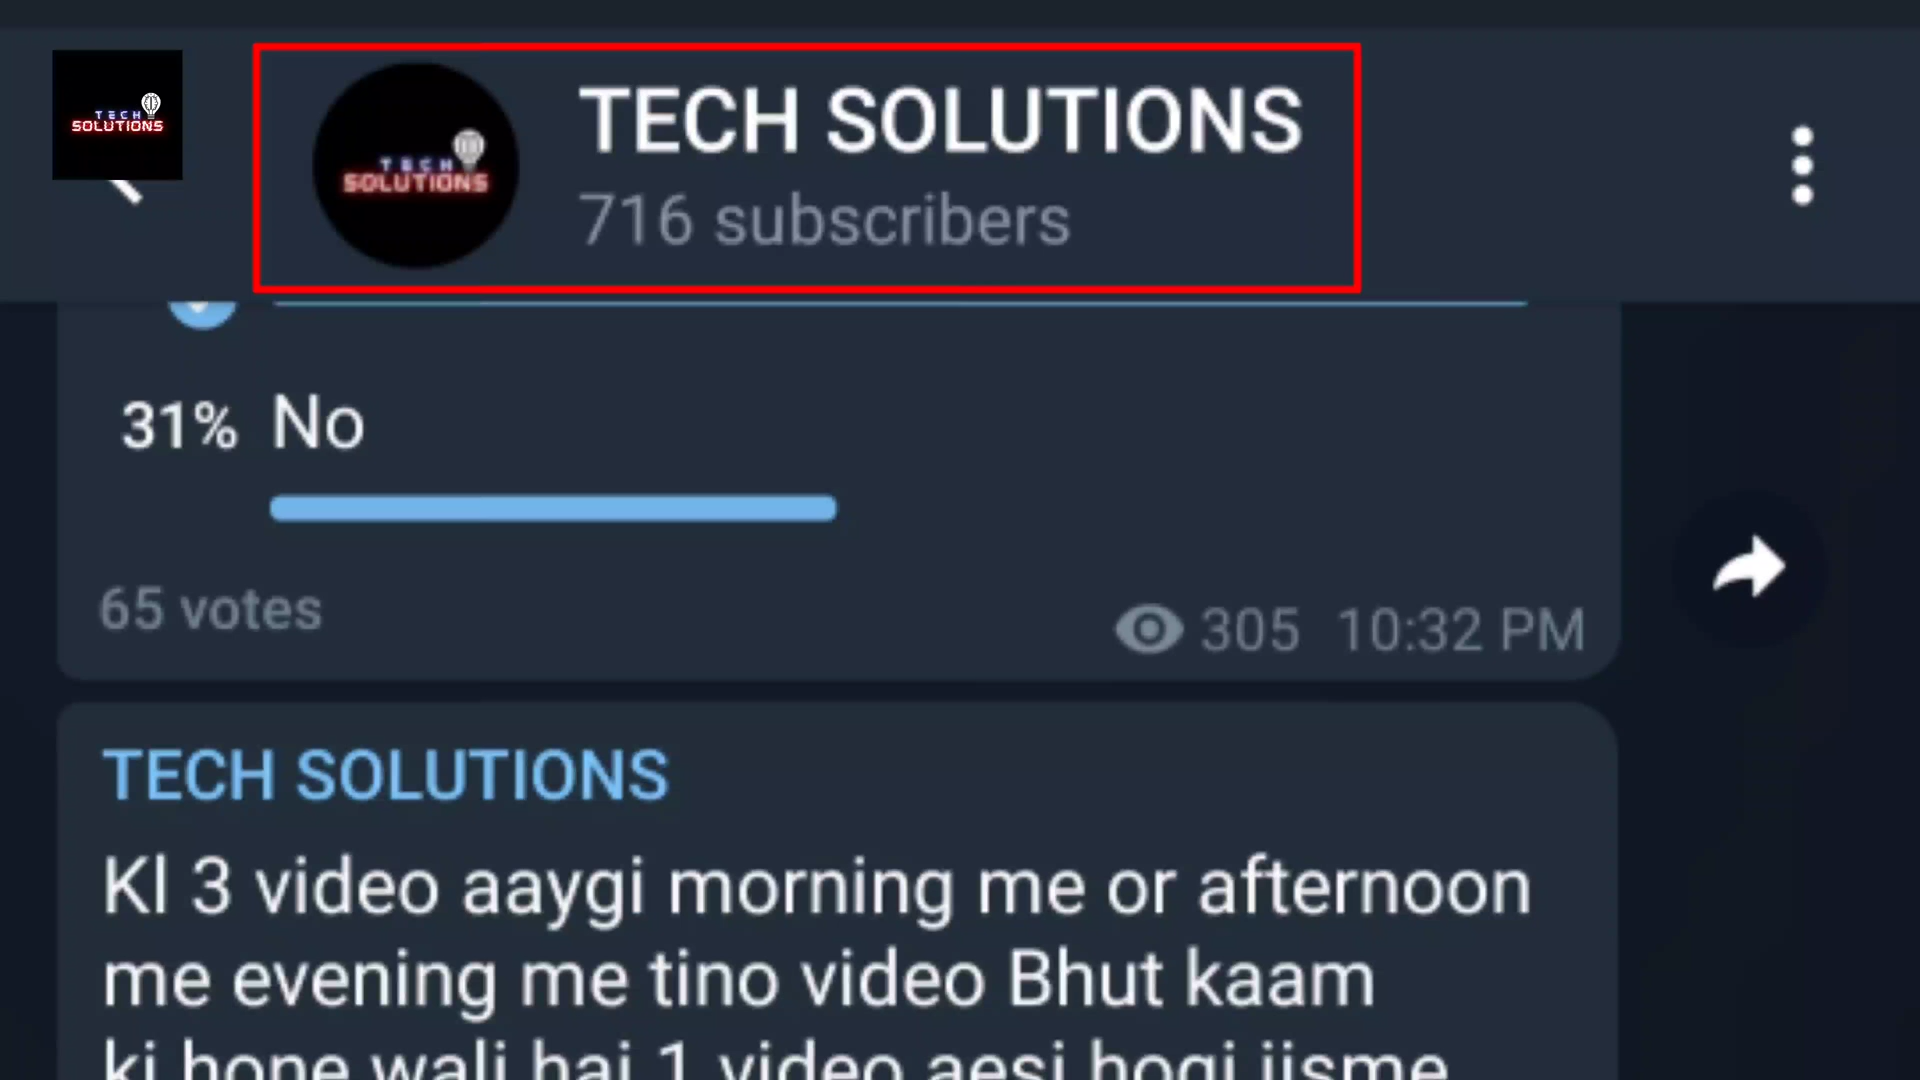 TECH
SOLUTIONS
TECH
SOLUTIONS
TECH SOLUTIONS
716 subscribers
31% No
65 votes
305 10:32 PM
TECH SOLUTIONS
Kl 3 video aaygi morning me or afternoon
me evening me tino video Bhut kaam
ki hone wali hai 1 video aesi hogi jisme